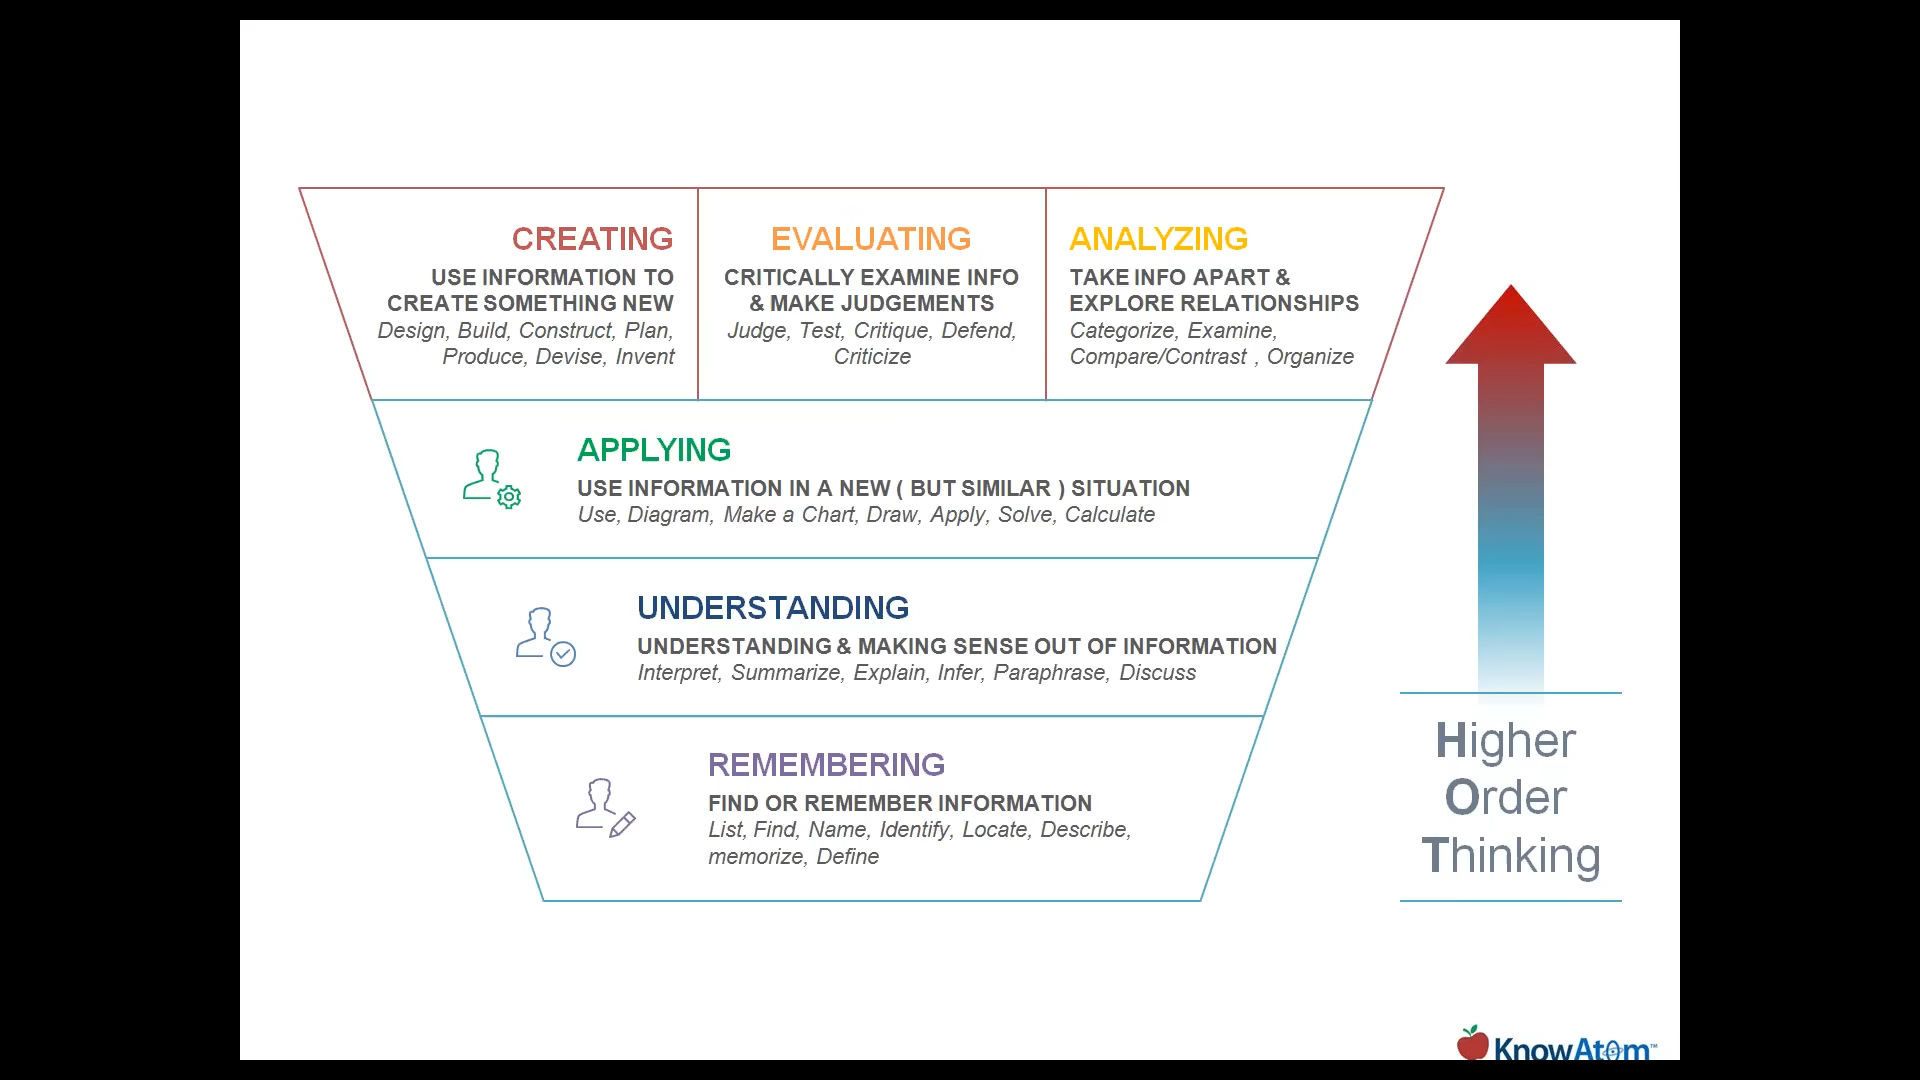 CREATING
USE INFORMATION TO
CREATE SOMETHING NEW
Design, Build, Construct, Plan,
Produce, Devise, Invent
EVALUATING
CRITICALLY EXAMINE INFO
& MAKE JUDGEMENTS
Judge, Test, Critique, Defend,
Criticize
ANALYZING
TAKE INFO APART &
EXPLORE RELATIONSHIPS
Categorize, Examine,
Compare/Contrast , Organize
APPLYING
USE INFORMATION IN A NEW ( BUT SIMILAR ) SITUATION
Use, Diagram, Make a Chart, Draw, Apply, Solve, Calculate
UNDERSTANDING
UNDERSTANDING & MAKING SENSE OUT OF INFORMATION
Interpret, Summarize, Explain, Infer, Paraphrase, Discuss
REMEMBERING
FIND OR REMEMBER INFORMATION
List, Find, Name, Identify, Locate, Describe,
memorize, Define
Higher
Order
Thinking
KnowAtom™